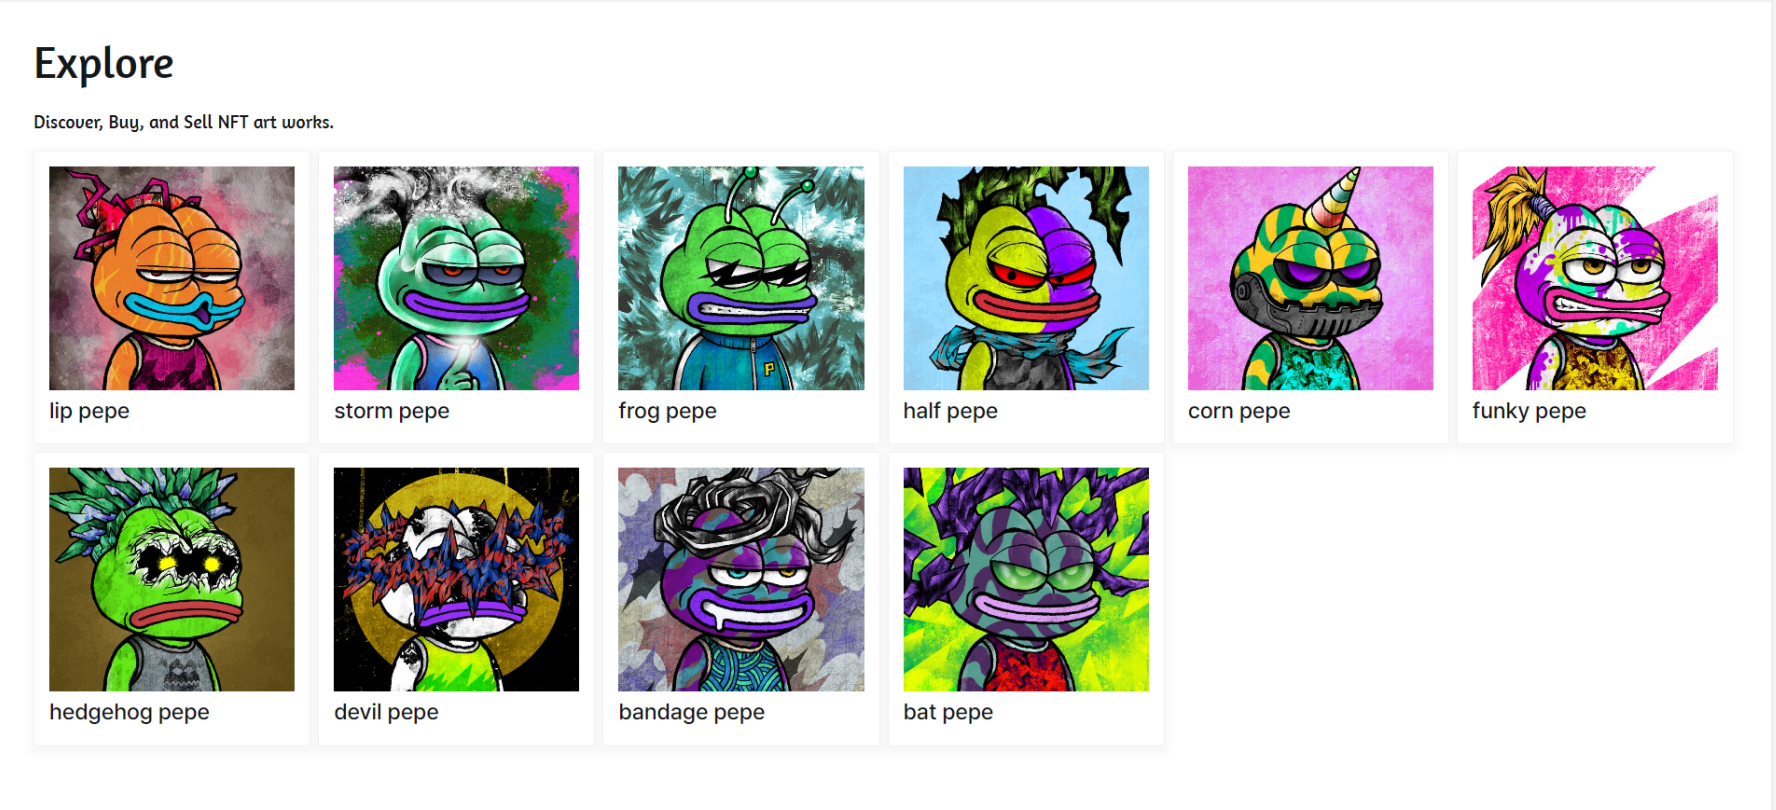 Explore
Discover, Buy, and Sell NFT art works.
P
lip pepe
storm pepe
frog pepe
half pepe
corn pepe
funky pepe
hedgehog pepe
devil pepe
bandage pepe
bat pepe